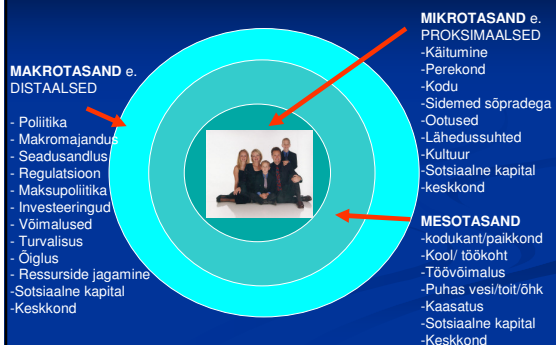 MAKROTASAND e.
DISTAALSED
- Poliitika
- Makromajandus
- Seadusandlus
- Regulatsioon
- Maksupoliitika
- Investeeringud
- Võimalused
- Turvalisus
- Õiglus
- Ressurside jagamine
-Sotsiaalne kapital
-Keskkond
MIKROTASAND e.
PROKSIMAALSED
-Käitumine
-Perekond
-Kodu
-Sidemed sõpradega
-Ootused
-Lähedussuhted
-Kultuur
-Sotsiaalne kapital
-keskkond
MESOTASAND
-kodukant/paikkond
-Kool/ töökoht
-Töövõimalus
-Puhas vesi/toit/õhk
-Kaasatus
-Sotsiaalne kapital
-Keskkond